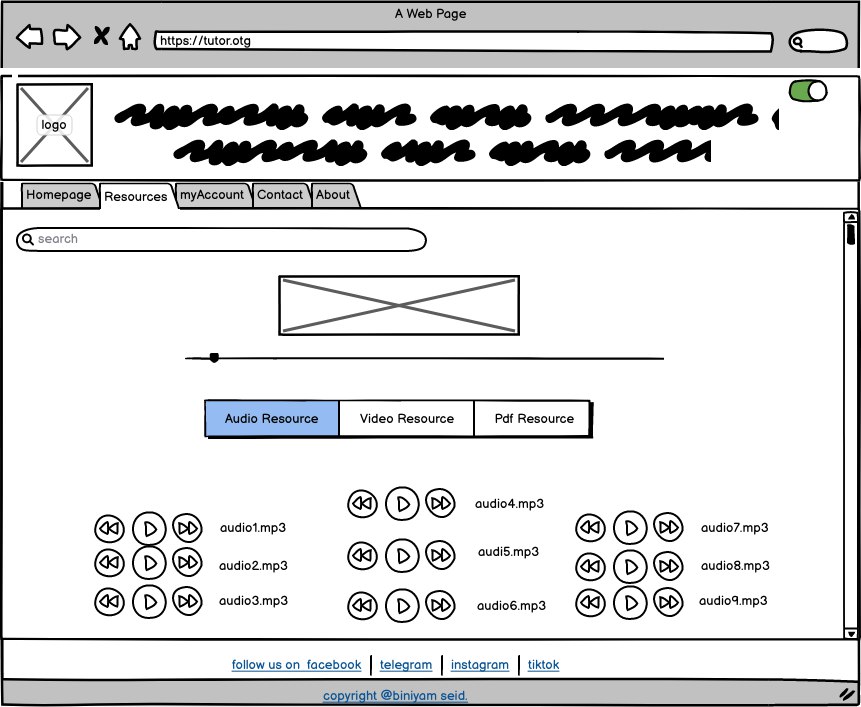 A Web Page
https://tutor.otg
logo
Homepage Resources myAccount Contact About
search
Audio Resource Video Resource Pdf Resource
audio1.mp3
audio2.mp3
audio3.mp3
audio4.mp3
audi5.mp3
audio6.mp3
audio7.mp3
audio8.mp3
audio9.mp3
follow us on facebook | telegram | instagram | tiktok
copyright @biniyam seid.